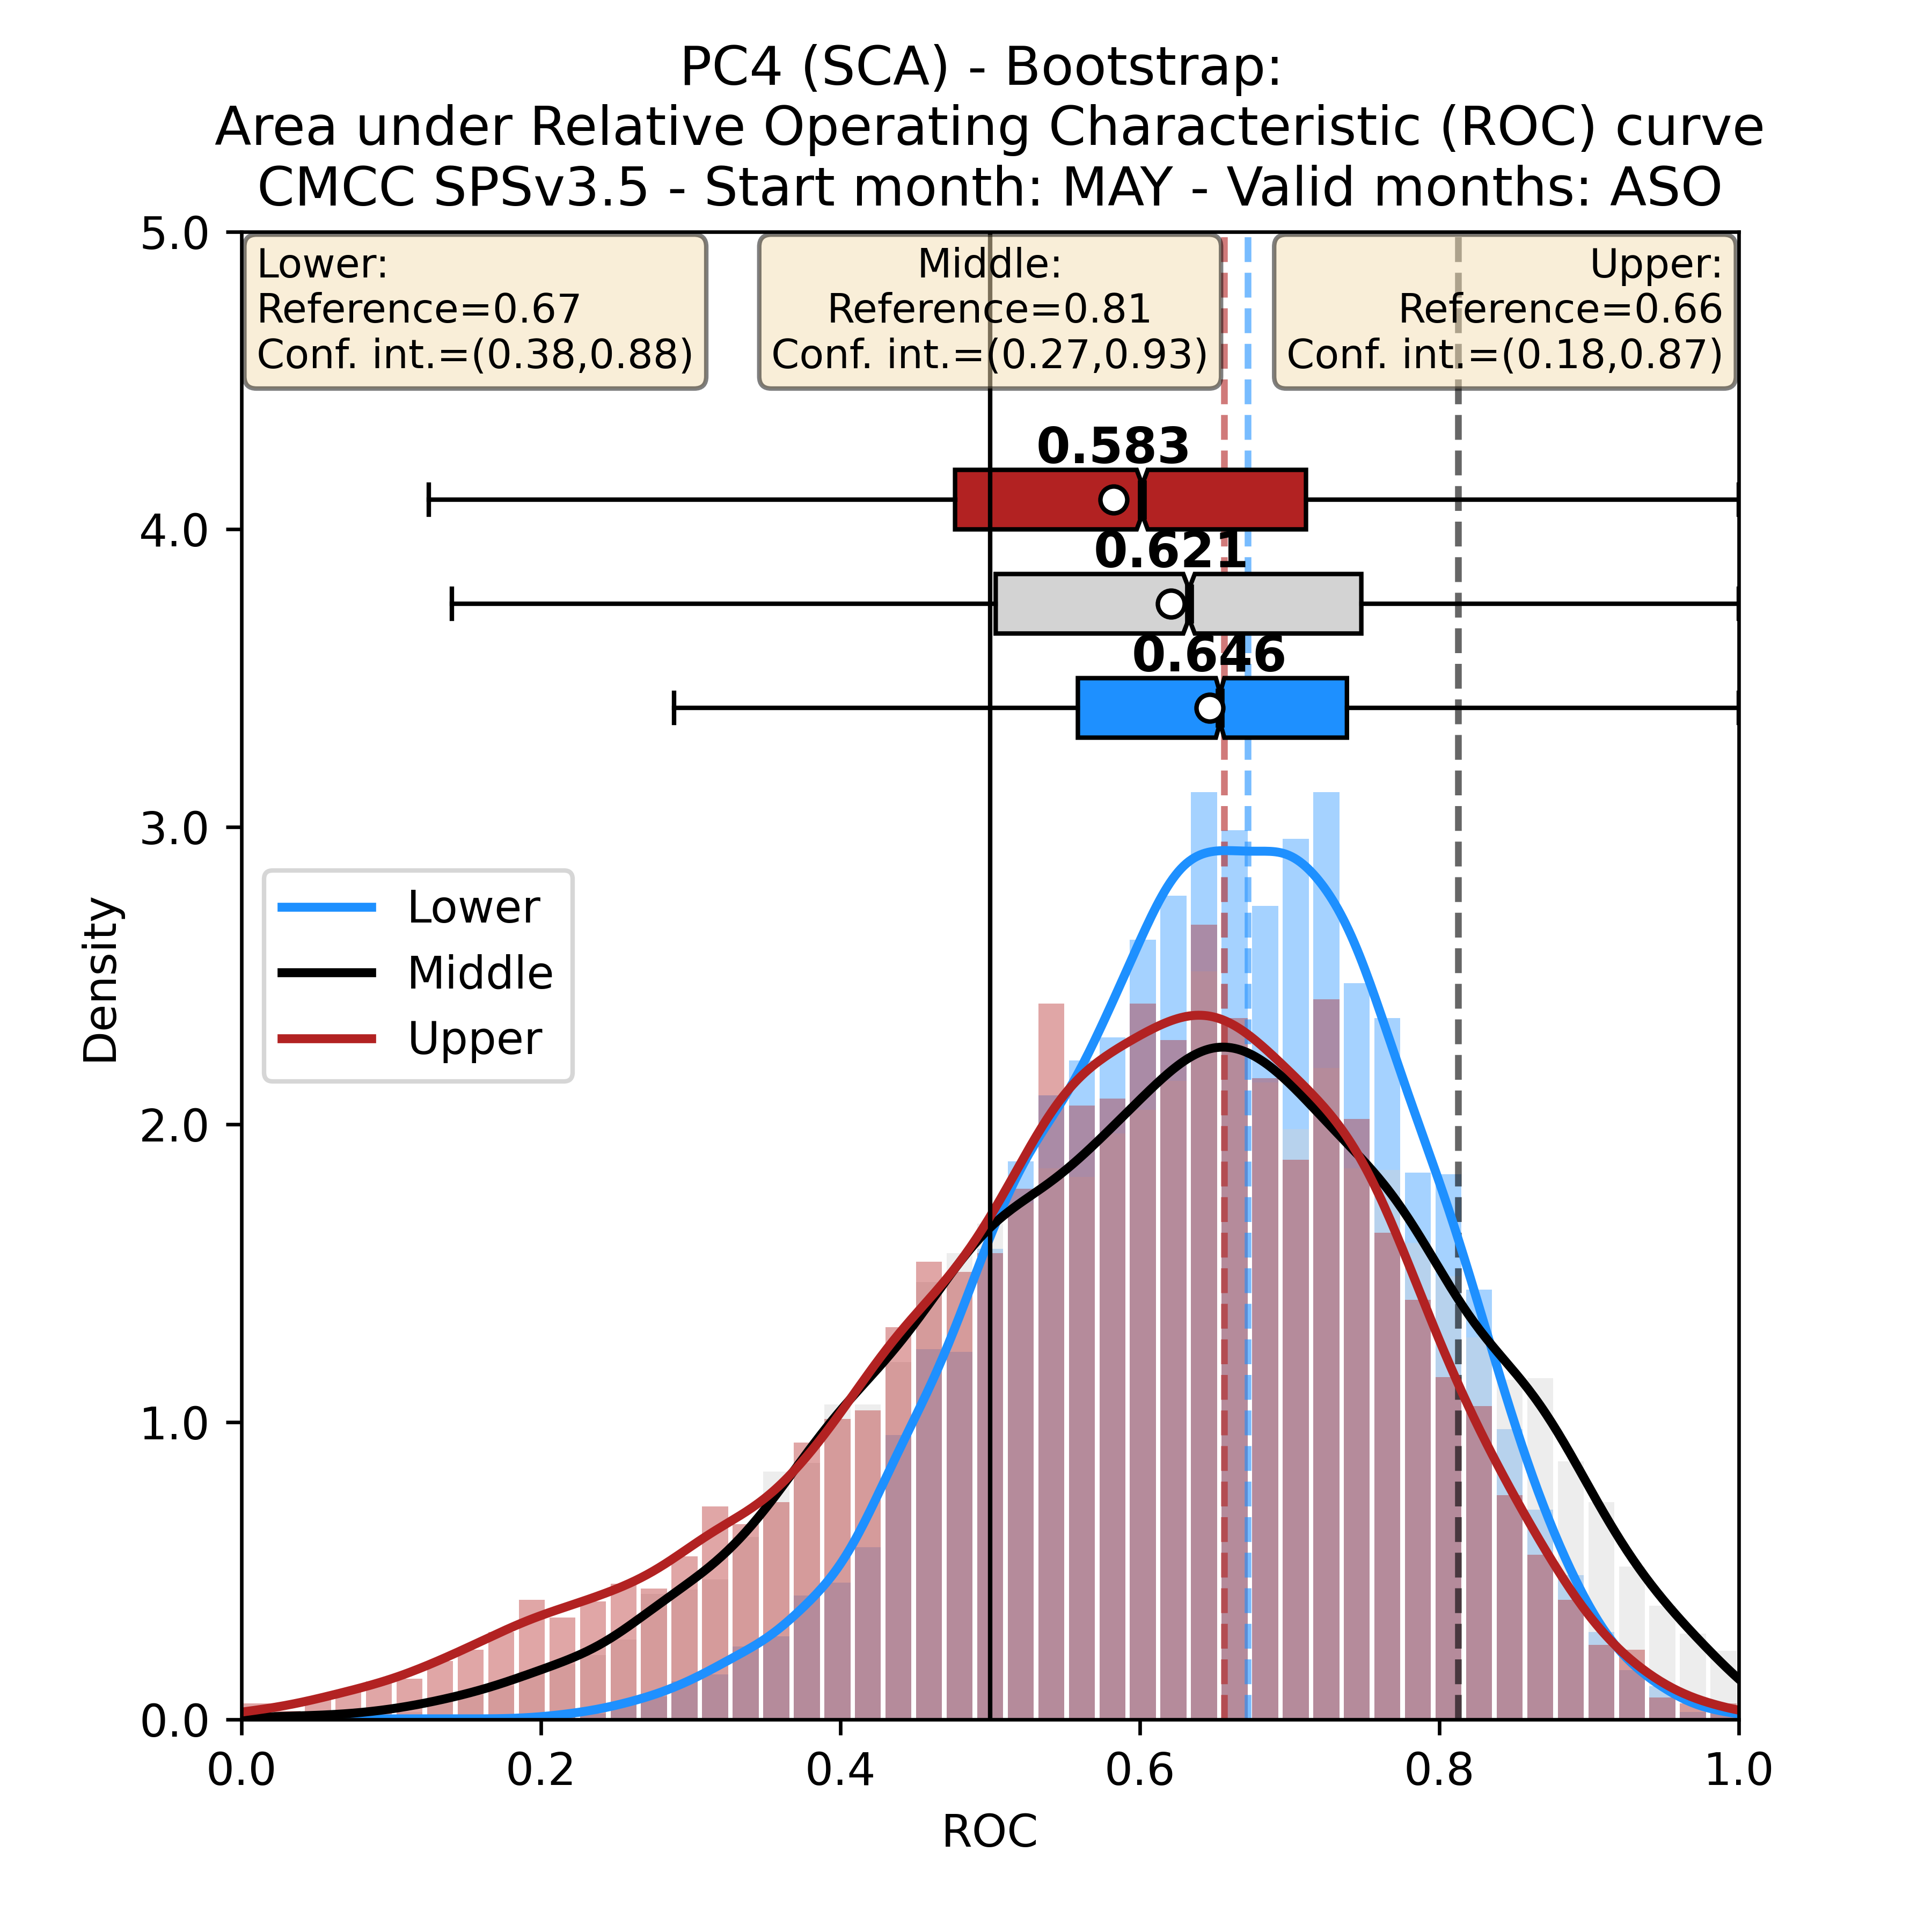 PC4 (SCA) - Bootstrap:
Area under Relative Operating Characteristic (ROC) curve
CMCC SPSv3.5 - Start month: MAY - Valid months: ASO
5.0
Lower:
Reference=0.67
Conf. int.=(0.38,0.88)
Middle:
Reference=0.81
Conf. int.=(0.27,0.93)
Upper:
Reference=0.66
Conf. int.=(0.18,0.87)
0.583
4.0
0.621
0.646
3.0
Lower
Middle
Upper
Density
2.0
1.0
0.0
0.0 0.2 0.4 0.6 0.8 1.0
ROC